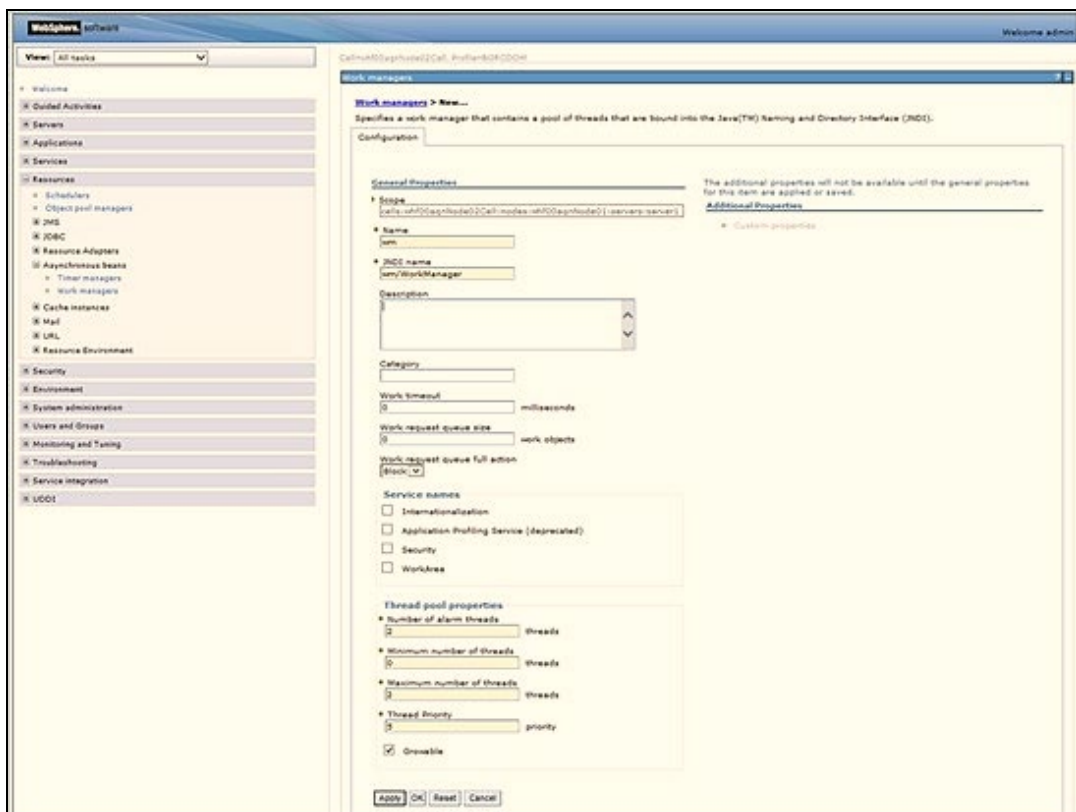 WebSphere. software
Welcome admin
View: All tasks
Welcome
Guided Activities
Servers
Applications
Services
Resources
Schedulers
Object pool managers
JMS
JDBC
Resource Adapters
Asynchronous beans
Timer managers
Work managers
Cache instances
Mail
URL
Resource Environment
Security
Environment
System administration
Users and Groups
Monitoring and Tuning
Troubleshooting
Service integration
UDDI
Work managers
?
Work managers > New...
Specifies a work manager that contains a pool of threads that are bound into the Java(TM) Naming and Directory Interface (JNDI).
Configuration
General Properties
* Scope
* Name
wm
* JNDI name
wm/WorkManager
Description
Category
Work timeout
0 milliseconds
Work request queue size
0 work objects
Work request queue full action
Block
Service names
Internationalization
Application Profiling Service (deprecated)
Security
WorkArea
Thread pool properties
* Number of alarm threads
2 threads
* Minimum number of threads
0 threads
* Maximum number of threads
2 threads
* Thread Priority
5 priority
Growable
Apply OK Reset Cancel
The additional properties will not be available until the general properties
for this item are applied or saved.
Additional Properties
Custom properties